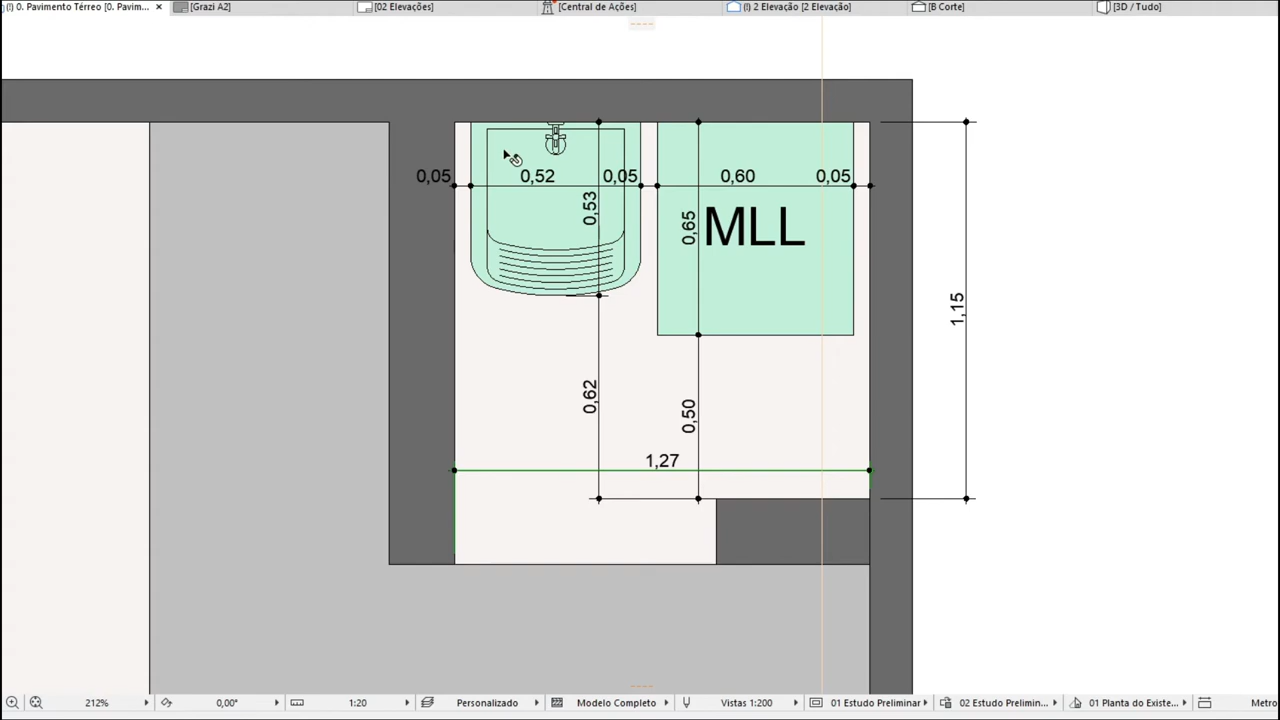 (!) 0. Pavimento Térreo [0. Pavim...
[Grazi A2]
[02 Elevações]
[Central de Ações]
(!) 2 Elevação [2 Elevação]
[B Corte]
[3D / Tudo]
0,05
0,52
0,05
0,60
0,05
0,53
0,65
MLL
1,15
0,62
0,50
1,27
212%
0,00°
1:20
Personalizado
Modelo Completo
Vistas 1:200
01 Estudo Preliminar
02 Estudo Prelimin...
01 Planta do Existe...
Metro